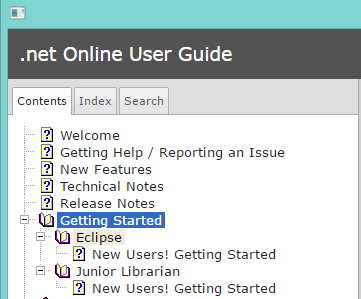 .net Online User Guide
Contents Index Search
Welcome
Getting Help / Reporting an Issue
New Features
Technical Notes
Release Notes
Getting Started
Eclipse
New Users! Getting Started
Junior Librarian
New Users! Getting Started